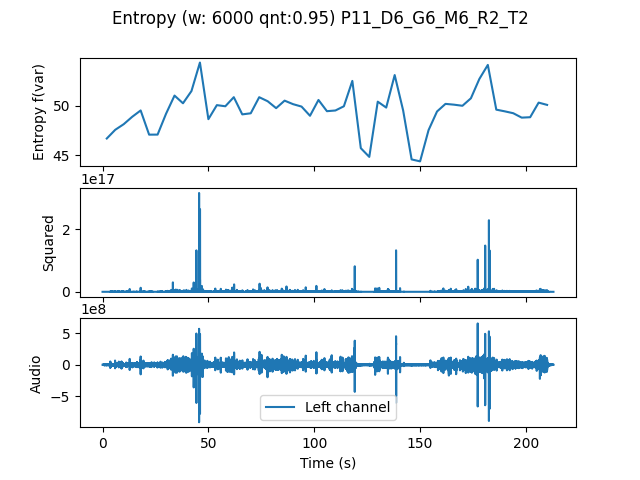 Entropy (w: 6000 qnt:0.95) P11_D6_G6_M6_R2_T2
Entropy f(var)
50
45
1e17
Squared
2
0
1e8
Audio
5
0
−5
Left channel
0 50 100 150 200
Time (s)